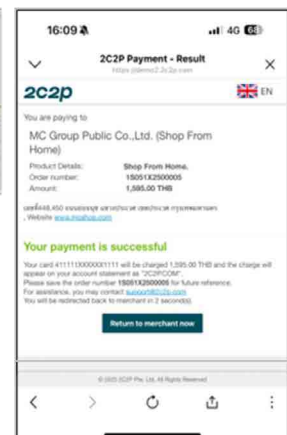 16:09
4G 68
2C2P Payment - Result
https://demo2.2c2p.com
2c2p
EN
You are paying to
MC Group Public Co.,Ltd. (Shop From
Home)
Product Details: Shop From Home.
Order number: 1S051X2500005
Amount: 1,595.00 THB
, Website www.mcshop.com
Your payment is successful
Your card 411111XXXXXX1111 will be charged 1,595.00 THB and the charge will
appear on your account statement as "2C2P.COM".
Please save the order number 1S051X2500005 for future reference.
For assistance, you may contact support@2c2p.com
You will be redirected back to merchant in 2 second(s).
Return to merchant now
2C2P Pte. Ltd. All Rights Reserved